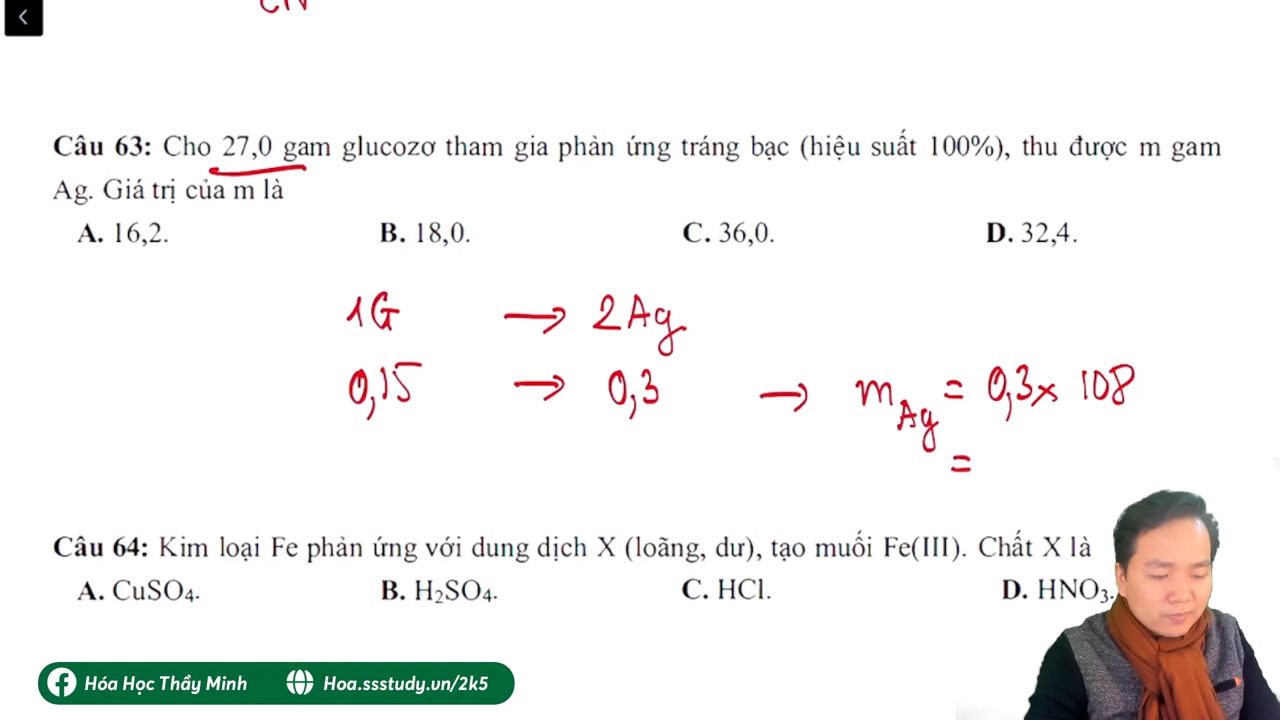 CN
Câu 63: Cho 27,0 gam glucozơ tham gia phản ứng tráng bạc (hiệu suất 100%), thu được m gam
Ag. Giá trị của m là
A. 16,2. B. 18,0. C. 36,0. D. 32,4.
1G → 2Ag
0,15 → 0,3 → m_Ag = 0,3 x 108
=
Câu 64: Kim loại Fe phản ứng với dung dịch X (loãng, dư), tạo muối Fe(III). Chất X là
A. CuSO₄. B. H₂SO₄. C. HCl. D. HNO₃.
Hóa Học Thầy Minh Hoa.ssstudy.vn/2k5